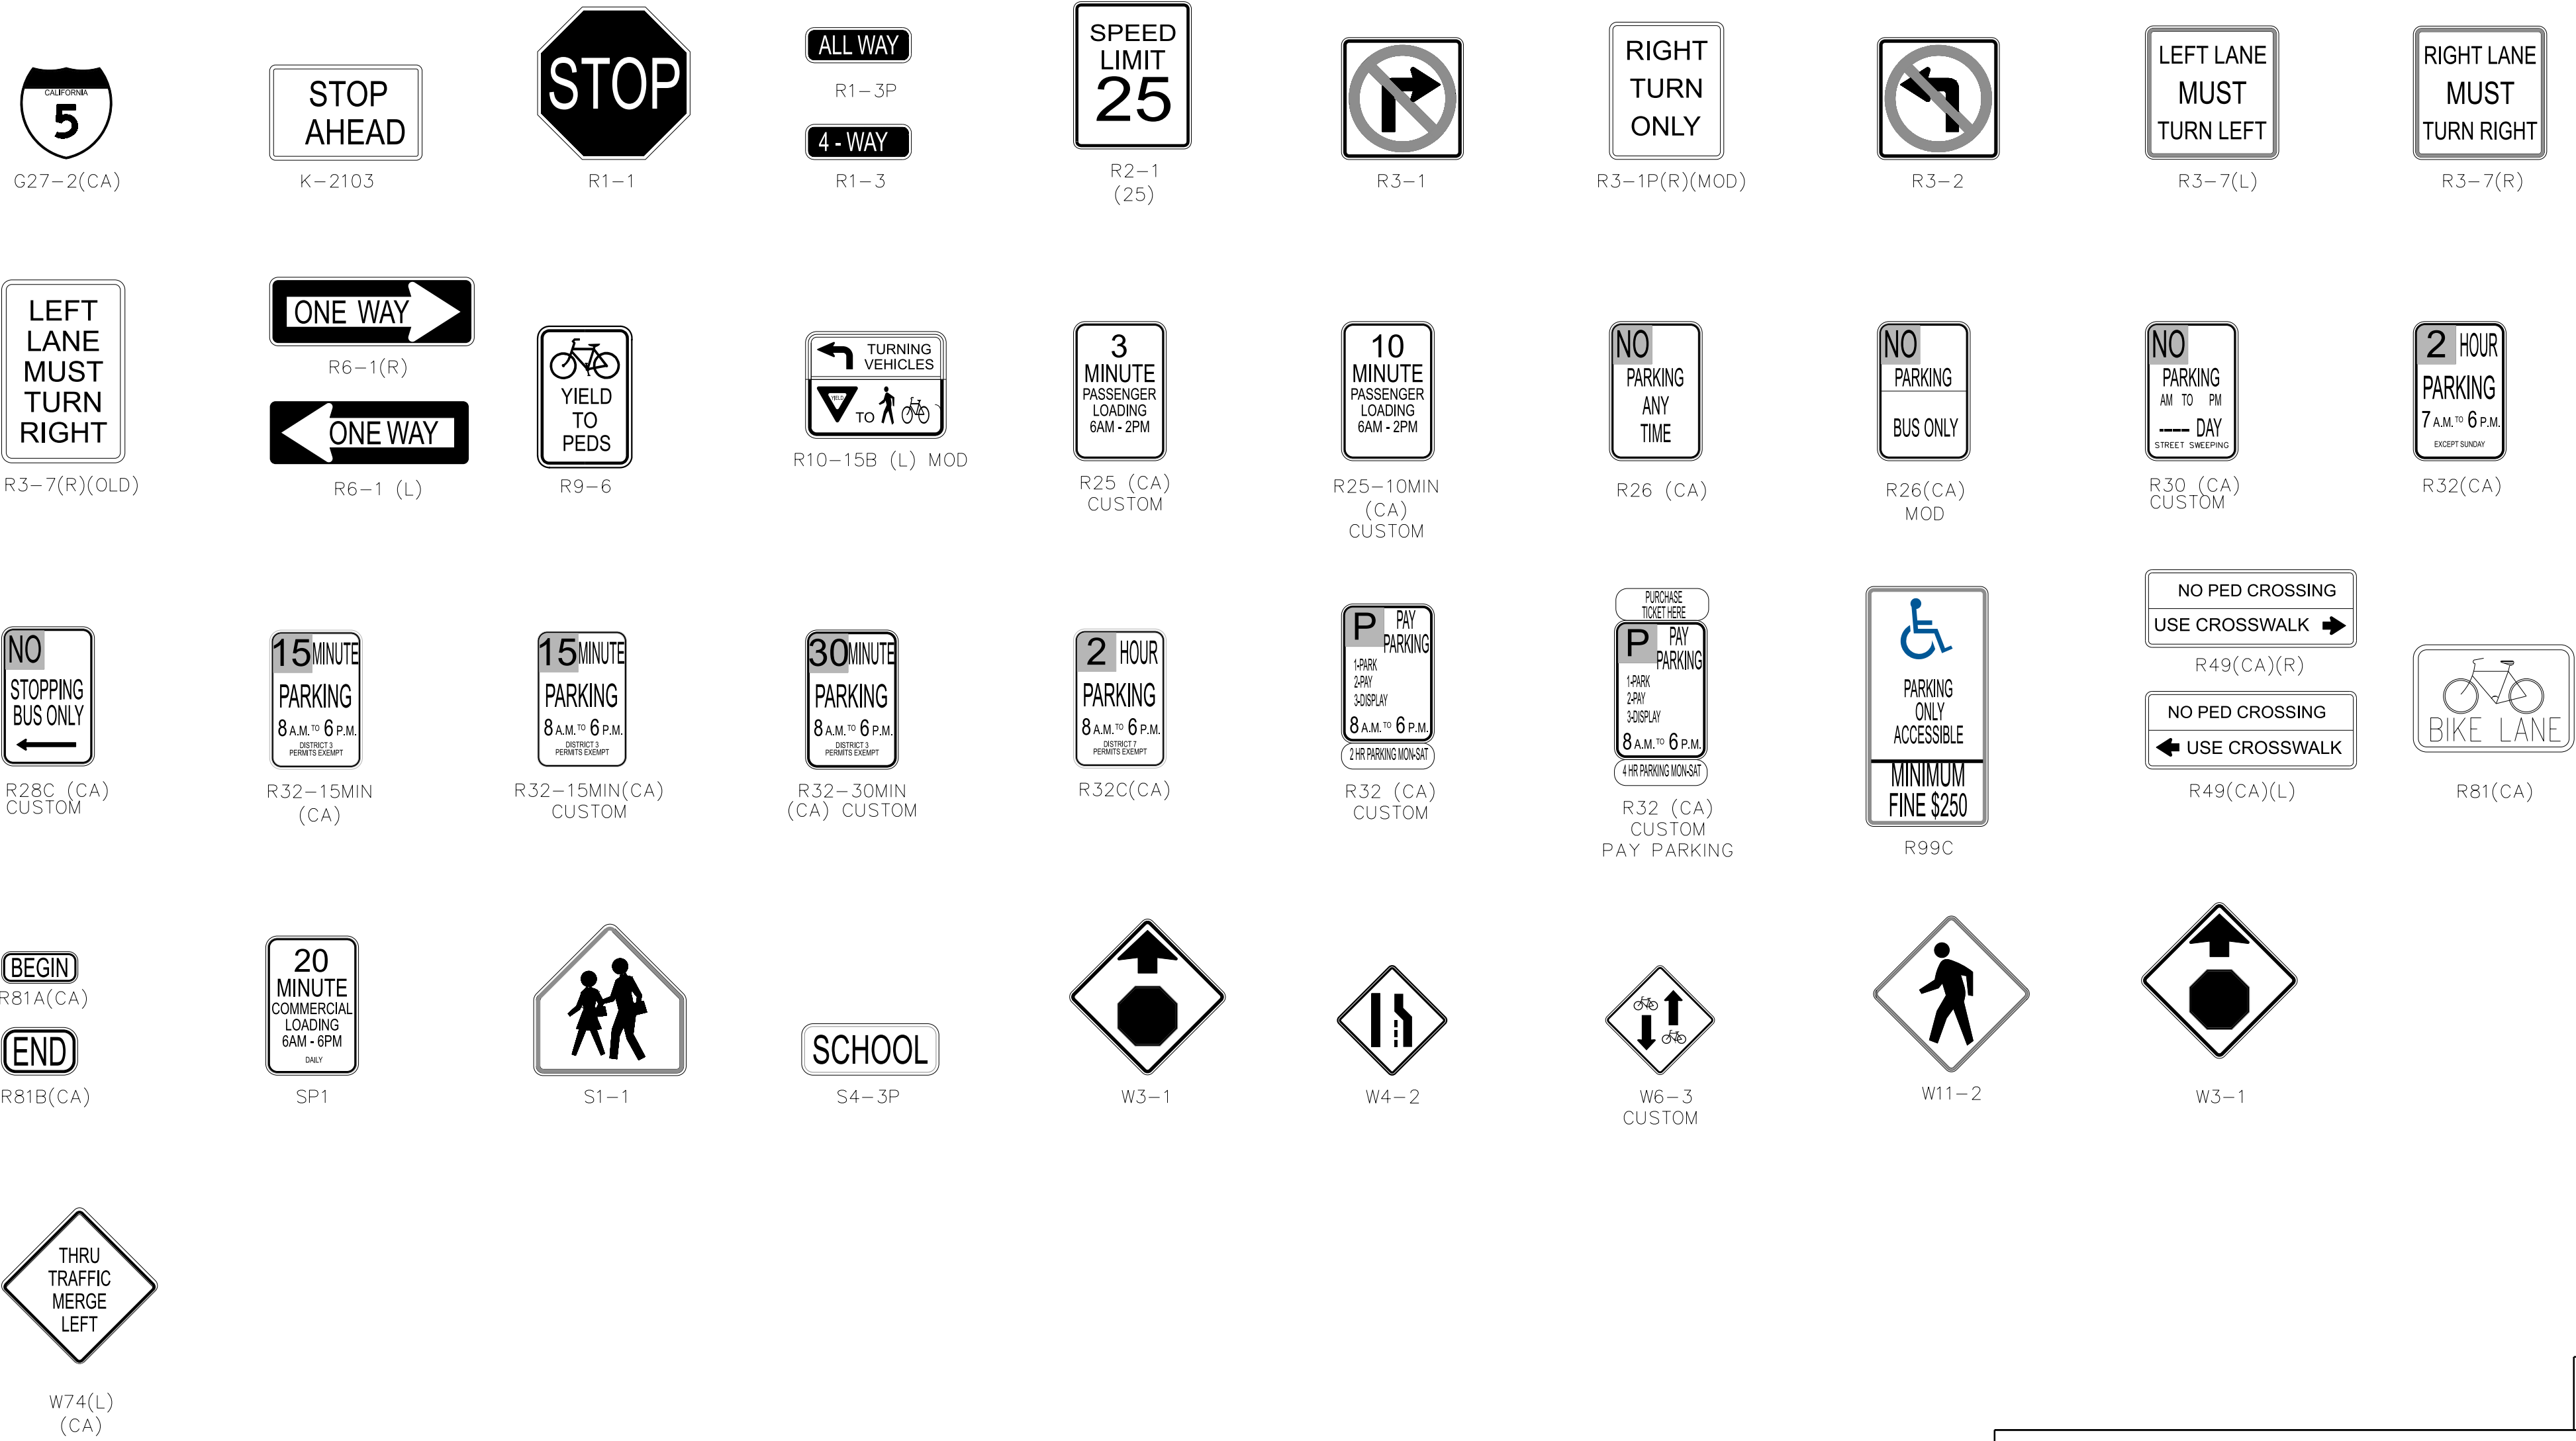 CALIFORNIA
5
G27-2(CA)
STOP
AHEAD
K-2103
STOP
R1-1
ALL WAY
R1-3P
4 - WAY
R1-3
SPEED
LIMIT
25
R2-1
(25)
R3-1
RIGHT
TURN
ONLY
R3-1P(R)(MOD)
R3-2
LEFT LANE
MUST
TURN LEFT
R3-7(L)
RIGHT LANE
MUST
TURN RIGHT
R3-7(R)
LEFT
LANE
MUST
TURN
RIGHT
R3-7(R)(OLD)
ONE WAY
R6-1(R)
ONE WAY
R6-1 (L)
YIELD
TO
PEDS
R9-6
TURNING
VEHICLES
YIELD
TO
R10-15B (L) MOD
3
MINUTE
PASSENGER
LOADING
6AM - 2PM
R25 (CA)
CUSTOM
10
MINUTE
PASSENGER
LOADING
6AM - 2PM
R25-10MIN
(CA)
CUSTOM
NO
PARKING
ANY
TIME
R26 (CA)
NO
PARKING
BUS ONLY
R26(CA)
MOD
NO
PARKING
AM TO PM
---- DAY
STREET SWEEPING
R30 (CA)
CUSTOM
2 HOUR
PARKING
7 A.M. TO 6 P.M.
EXCEPT SUNDAY
R32(CA)
NO
STOPPING
BUS ONLY
R28C (CA)
CUSTOM
15 MINUTE
PARKING
8 A.M. TO 6 P.M.
DISTRICT 3
PERMITS EXEMPT
R32-15MIN
(CA)
15 MINUTE
PARKING
8 A.M. TO 6 P.M.
DISTRICT 3
PERMITS EXEMPT
R32-15MIN(CA)
CUSTOM
30 MINUTE
PARKING
8 A.M. TO 6 P.M.
DISTRICT 3
PERMITS EXEMPT
R32-30MIN
(CA) CUSTOM
2 HOUR
PARKING
8 A.M. TO 6 P.M.
DISTRICT 7
PERMITS EXEMPT
R32C(CA)
P PAY
PARKING
1-PARK
2-PAY
3-DISPLAY
8 A.M. TO 6 P.M.
2 HR PARKING MON-SAT
R32 (CA)
CUSTOM
PURCHASE
TICKET HERE
P PAY
PARKING
1-PARK
2-PAY
3-DISPLAY
8 A.M. TO 6 P.M.
4 HR PARKING MON-SAT
R32 (CA)
CUSTOM
PAY PARKING
PARKING
ONLY
ACCESSIBLE
MINIMUM
FINE $250
R99C
NO PED CROSSING
USE CROSSWALK
R49(CA)(R)
NO PED CROSSING
USE CROSSWALK
R49(CA)(L)
BIKE LANE
R81(CA)
BEGIN
R81A(CA)
END
R81B(CA)
20
MINUTE
COMMERCIAL
LOADING
6AM - 6PM
DAILY
SP1
S1-1
SCHOOL
S4-3P
W3-1
W4-2
W6-3
CUSTOM
W11-2
W3-1
THRU
TRAFFIC
MERGE
LEFT
W74(L)
(CA)